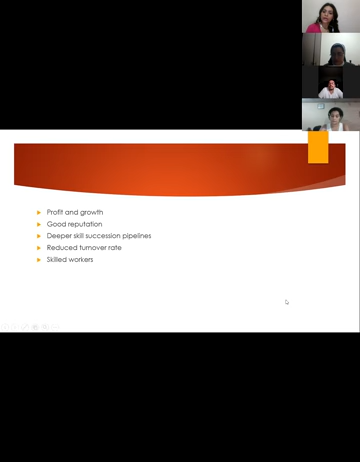 Profit and growth
Good reputation
Deeper skill succession pipelines
Reduced turnover rate
Skilled workers